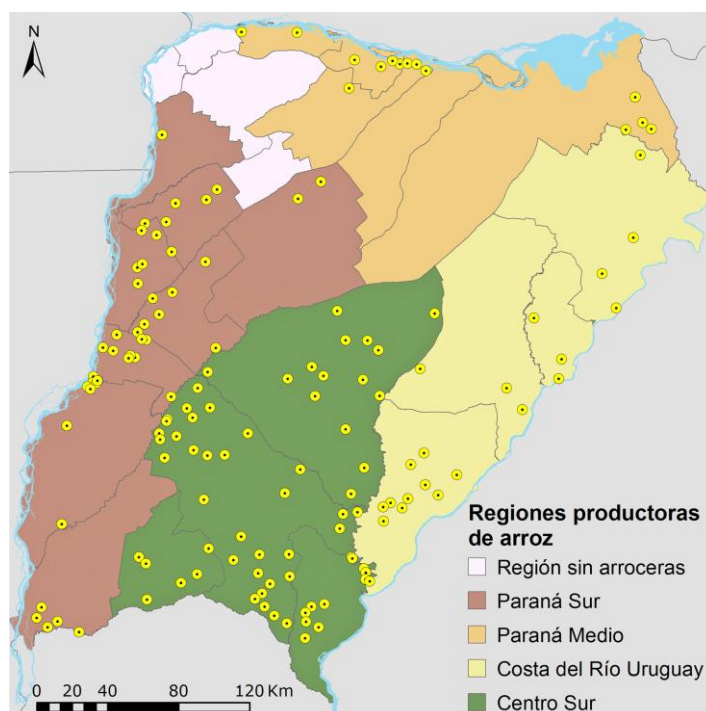 N
Regiones productoras
de arroz
Región sin arroceras
Paraná Sur
Paraná Medio
Costa del Río Uruguay
Centro Sur
0 20 40 80 120 Km